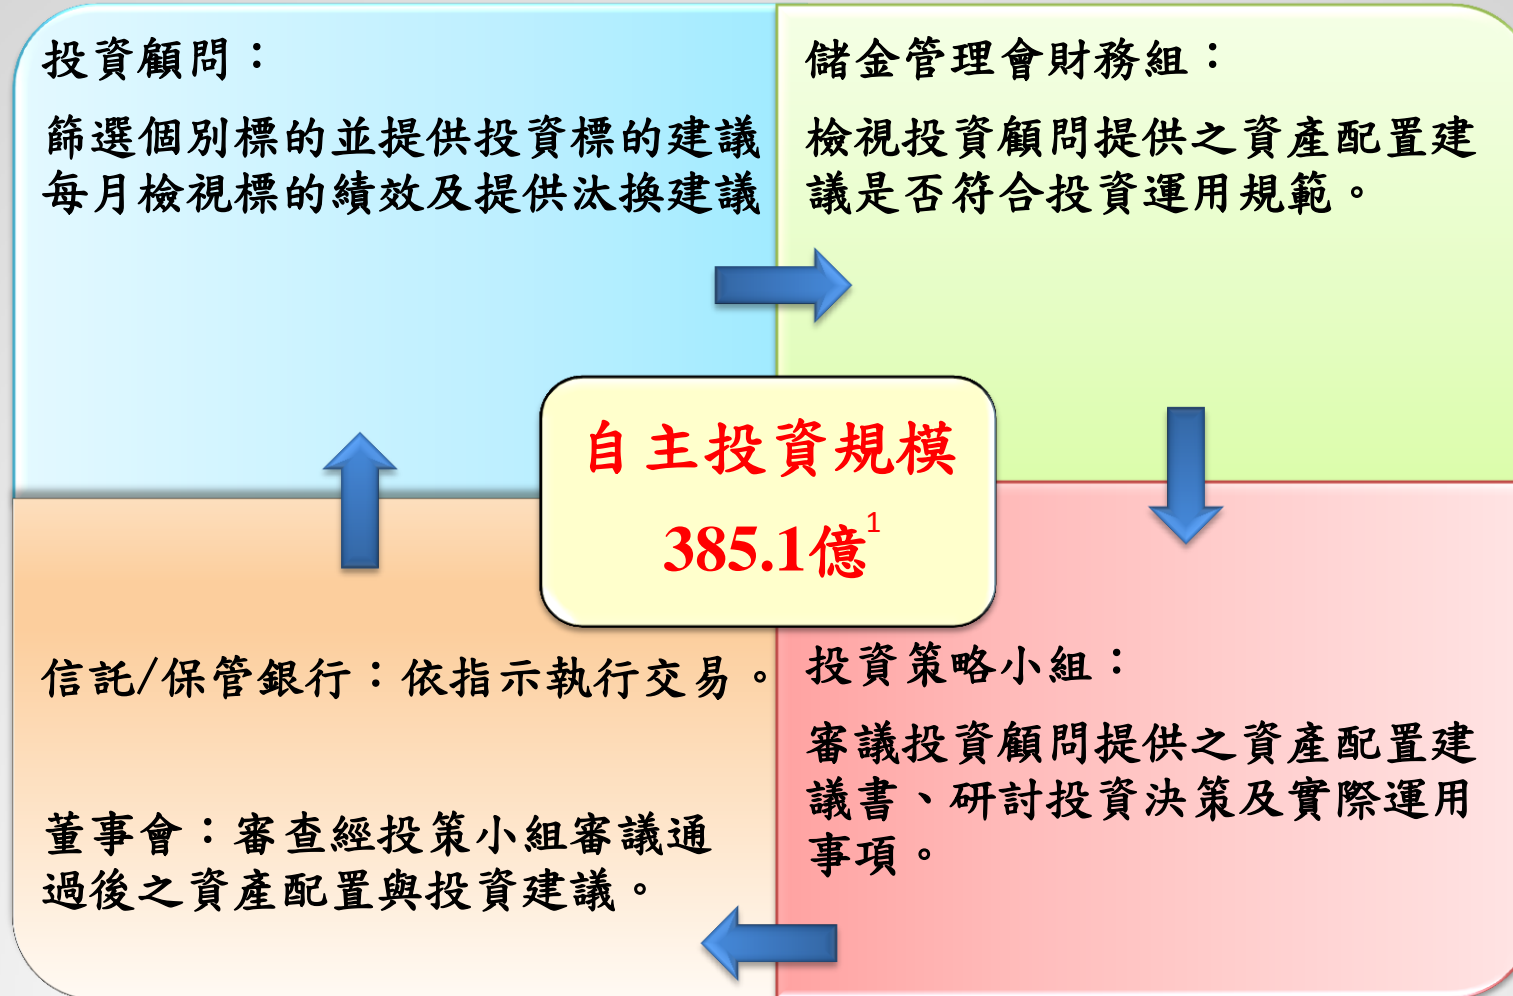 投資顧問：
篩選個別標的並提供投資標的建議
每月檢視標的績效及提供汰換建議
儲金管理會財務組：
檢視投資顧問提供之資產配置建
議是否符合投資運用規範。
自主投資規模
385.1億1
信託/保管銀行：依指示執行交易。
董事會：審查經投策小組審議通
過後之資產配置與投資建議。
投資策略小組：
審議投資顧問提供之資產配置建
議書、研討投資決策及實際運用
事項。